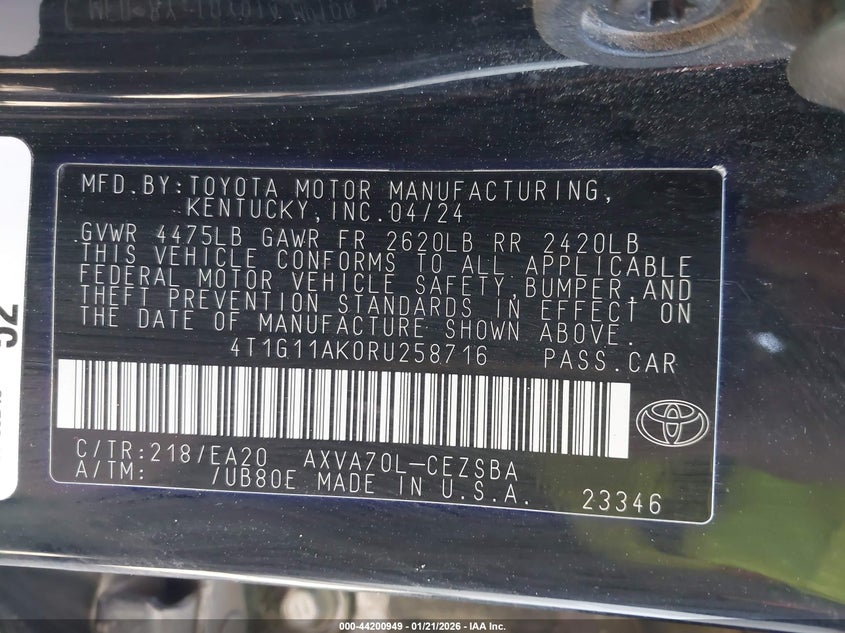 MFD.BY:TOYOTA MOTOR MANUFACTURING,
KENTUCKY,INC.04/24
GVWR 4475LB GAWR FR 2620LB RR 2420LB
THIS VEHICLE CONFORMS TO ALL APPLICABLE
FEDERAL MOTOR VEHICLE SAFETY,BUMPER,AND
THEFT PREVENTION STANDARDS IN EFFECT ON
THE DATE OF MANUFACTURE SHOWN ABOVE.
4T1G11AK0RU258716 PASS.CAR
C/TR:218/EA20 AXVA70L-CEZSBA
A/TM: /UB80E MADE IN U.S.A. 23346
000-44200949 - 01/21/2026 - IAA Inc.